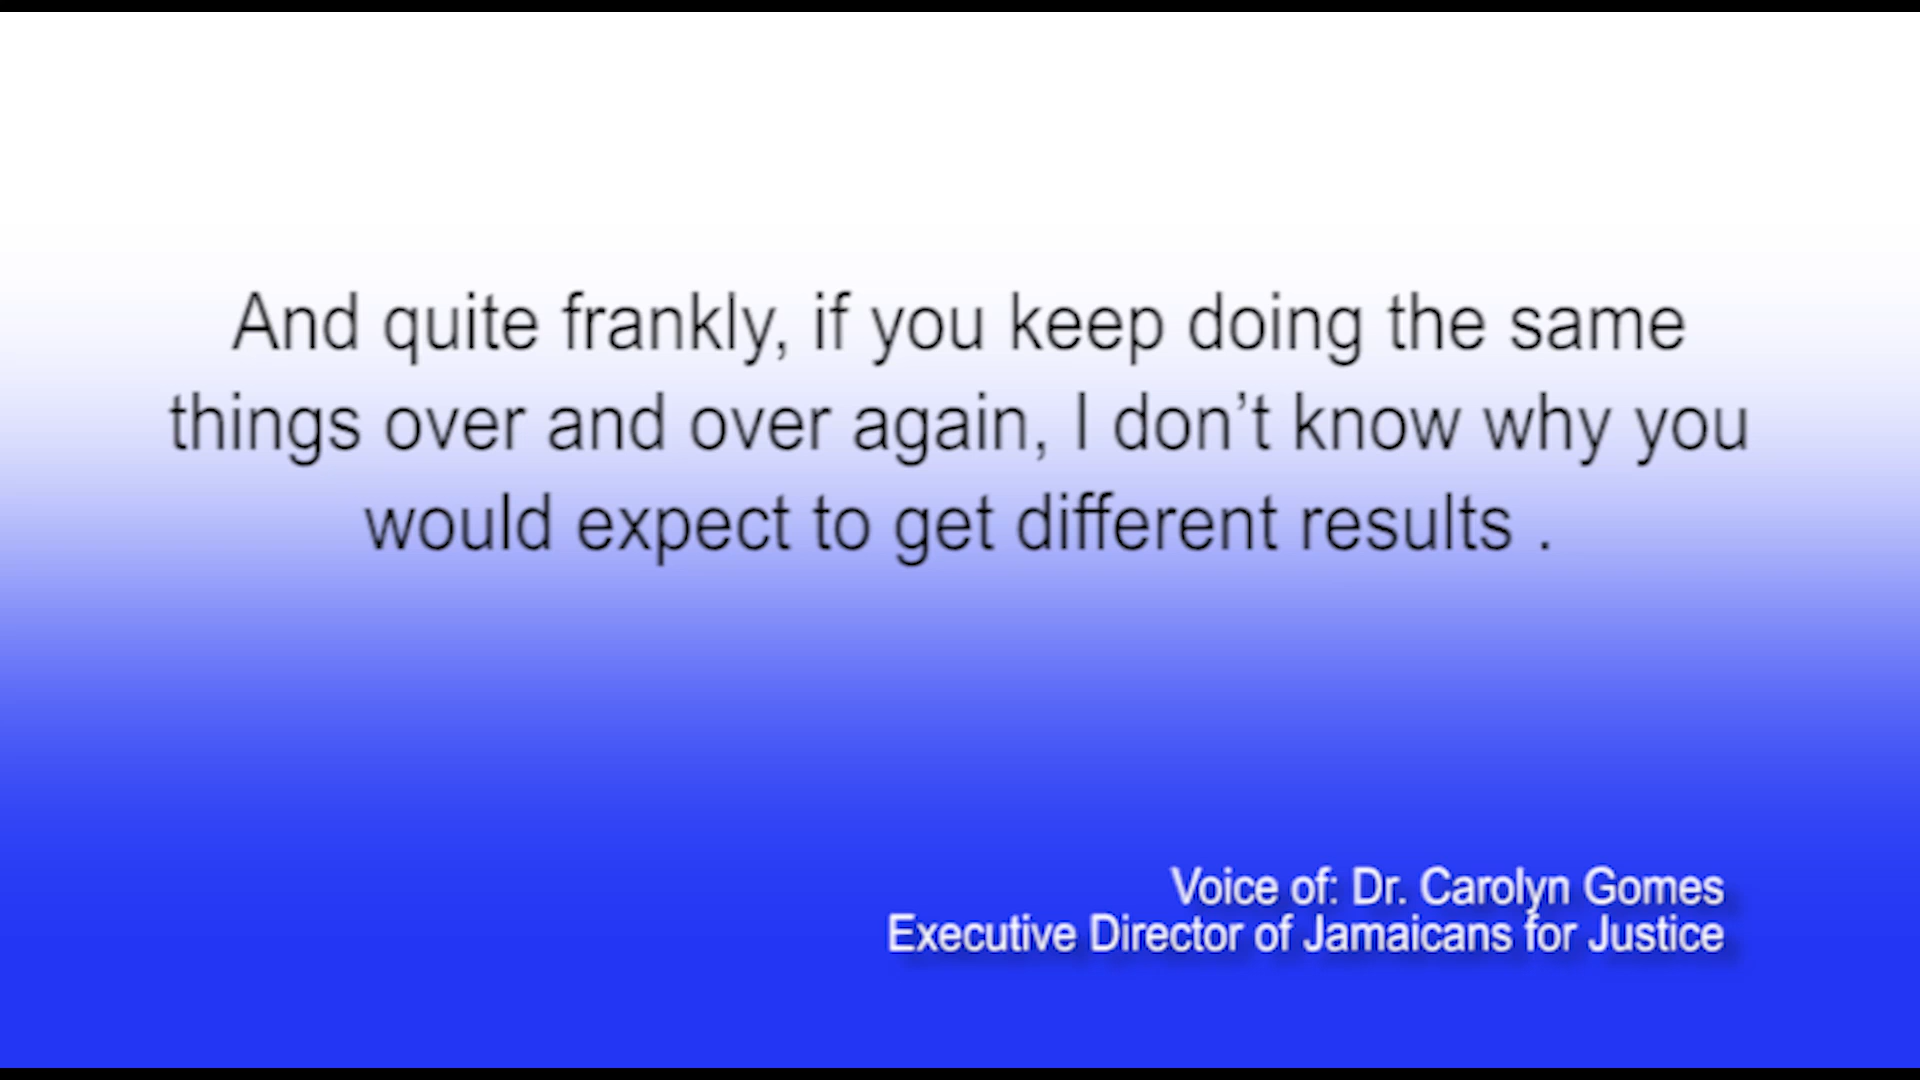 And quite frankly, if you keep doing the same
things over and over again, I don’t know why you
would expect to get different results .
Voice of: Dr. Carolyn Gomes
Executive Director of Jamaicans for Justice